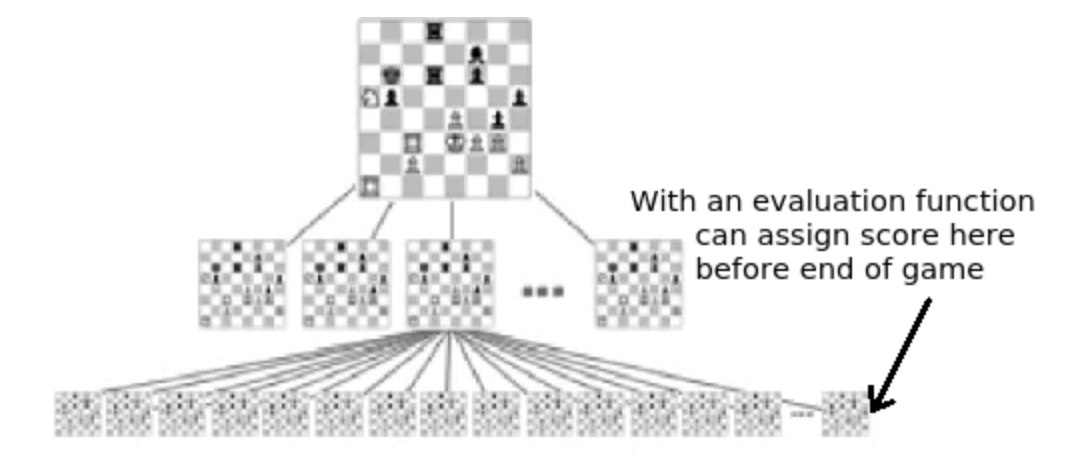 With an evaluation function
can assign score here
before end of game